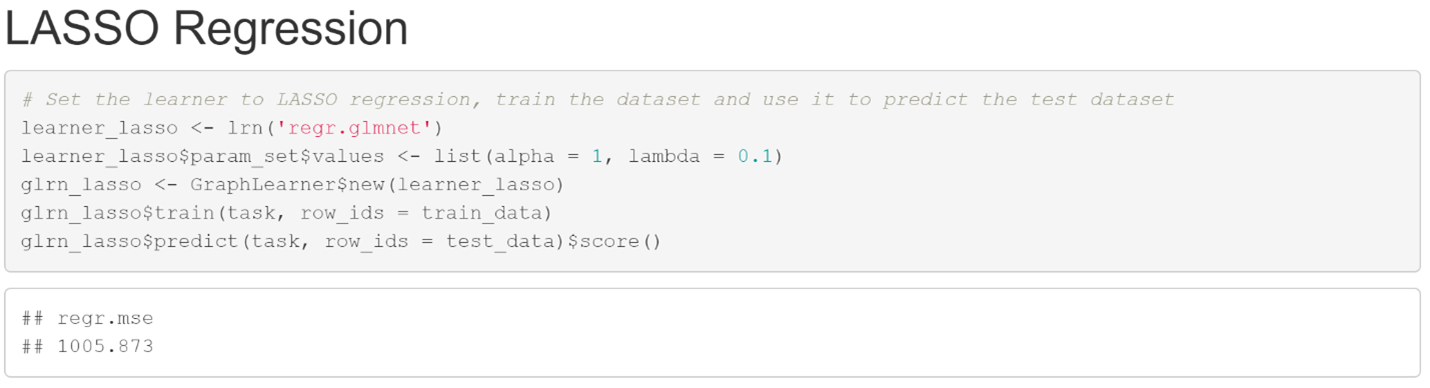 LASSO Regression
# Set the learner to LASSO regression, train the dataset and use it to predict the test dataset
learner_lasso <- lrn('regr.glmnet')
learner_lasso$param_set$values <- list(alpha = 1, lambda = 0.1)
glrn_lasso <- GraphLearner$new(learner_lasso)
glrn_lasso$train(task, row_ids = train_data)
glrn_lasso$predict(task, row_ids = test_data)$score()
## regr.mse
## 1005.873